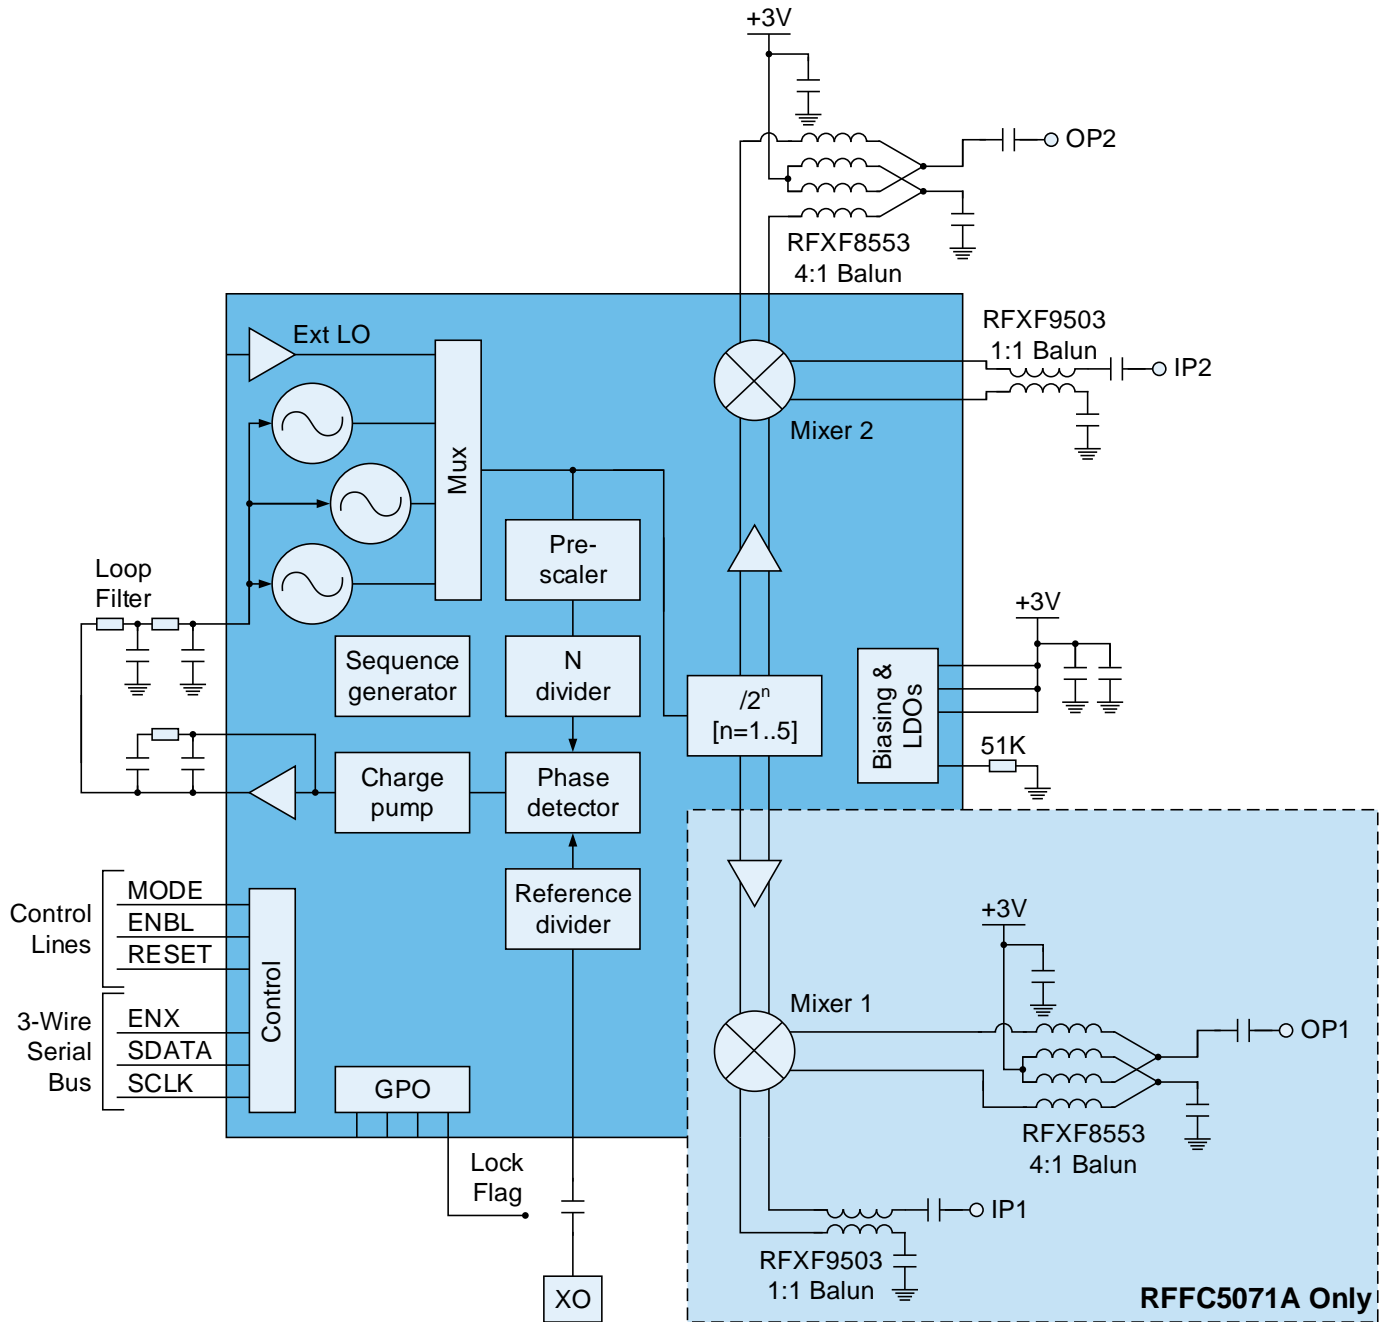 +3V
OP2
RFXF8553
4:1 Balun
RFXF9503
1:1 Balun
IP2
Ext LO
Mux
Mixer 2
Pre-
scaler
Loop
Filter
Sequence
generator
N
divider
/2ⁿ
[n=1..5]
Biasing &
LDOs
+3V
51K
Charge
pump
Phase
detector
Reference
divider
Control
Lines
MODE
ENBL
RESET
3-Wire
Serial
Bus
ENX
SDATA
SCLK
Control
GPO
Lock
Flag
XO
+3V
Mixer 1
OP1
RFXF8553
4:1 Balun
IP1
RFXF9503
1:1 Balun
RFFC5071A Only